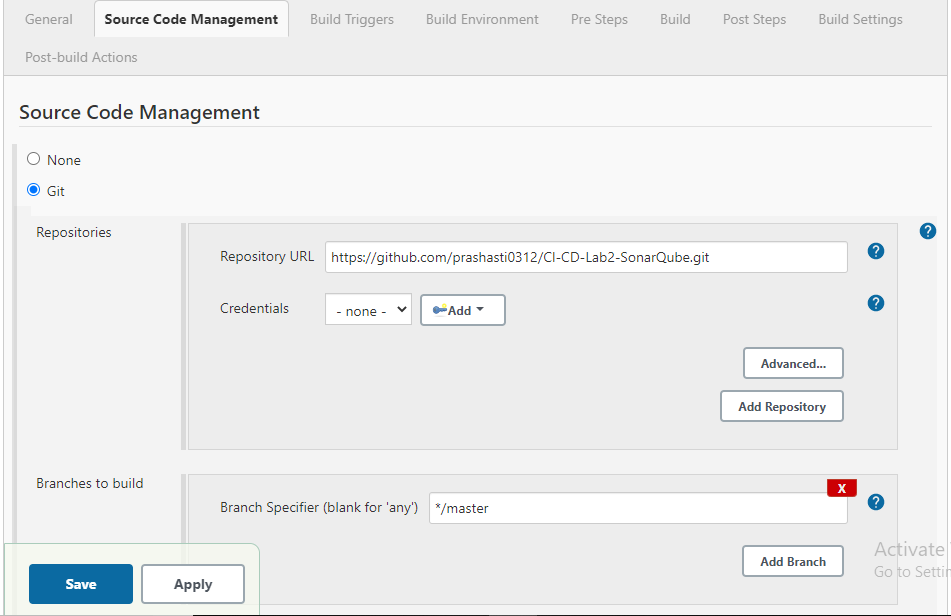 General Source Code Management Build Triggers Build Environment Pre Steps Build Post Steps Build Settings
Post-build Actions
Source Code Management
None
Git
Repositories
Repository URL https://github.com/prashasti0312/CI-CD-Lab2-SonarQube.git ?
?
Credentials - none - Add ?
Advanced...
Add Repository
Branches to build
X
Branch Specifier (blank for 'any') */master ?
Add Branch
Activate
Go to Settin
Save Apply